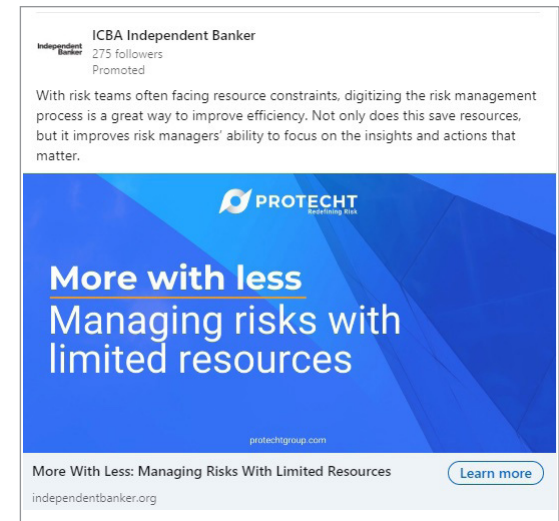 Independent
Banker
ICBA Independent Banker
275 followers
Promoted
With risk teams often facing resource constraints, digitizing the risk management
process is a great way to improve efficiency. Not only does this save resources,
but it improves risk managers' ability to focus on the insights and actions that
matter.
PROTECHT
Redefining Risk
More with less
Managing risks with
limited resources
protechtgroup.com
More With Less: Managing Risks With Limited Resources
Learn more
independentbanker.org